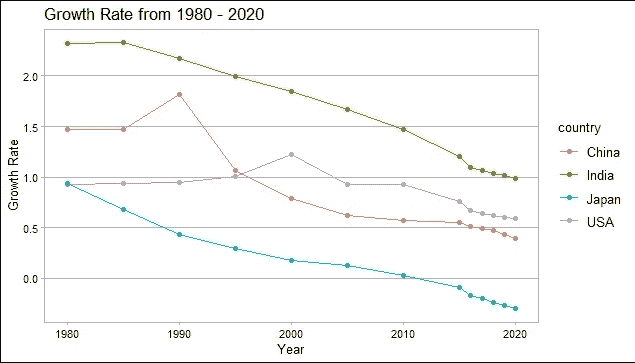 Growth Rate from 1980 - 2020
Growth Rate
2.0
1.5
1.0
0.5
0.0
1980 1990 2000 2010 2020
Year
country
China
India
Japan
USA